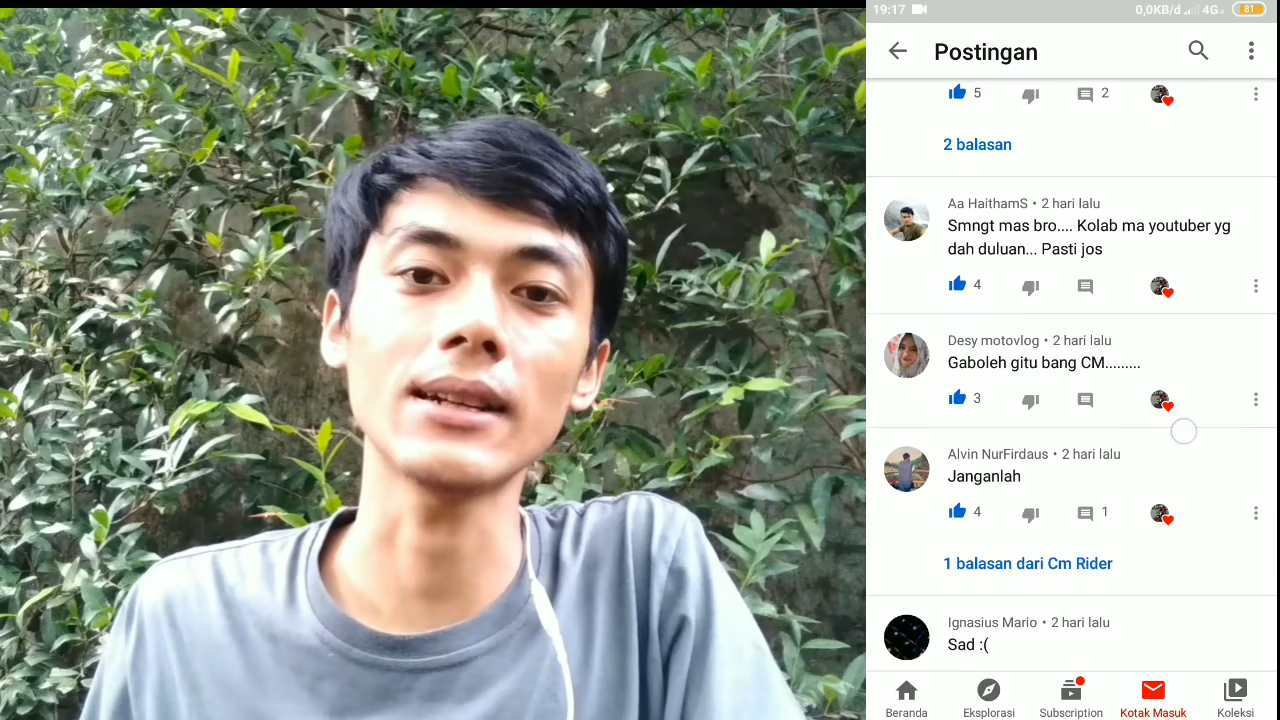 19:17 0,0KB/d 4G 81
Postingan
5 2
2 balasan
Aa HaithamS • 2 hari lalu
Smngt mas bro.... Kolab ma youtuber yg
dah duluan... Pasti jos
4
Desy motovlog • 2 hari lalu
Gaboleh gitu bang CM.........
3
Alvin NurFirdaus • 2 hari lalu
Janganlah
4 1
1 balasan dari Cm Rider
Ignasius Mario • 2 hari lalu
Sad :(
Beranda Eksplorasi Subscription Kotak Masuk Koleksi